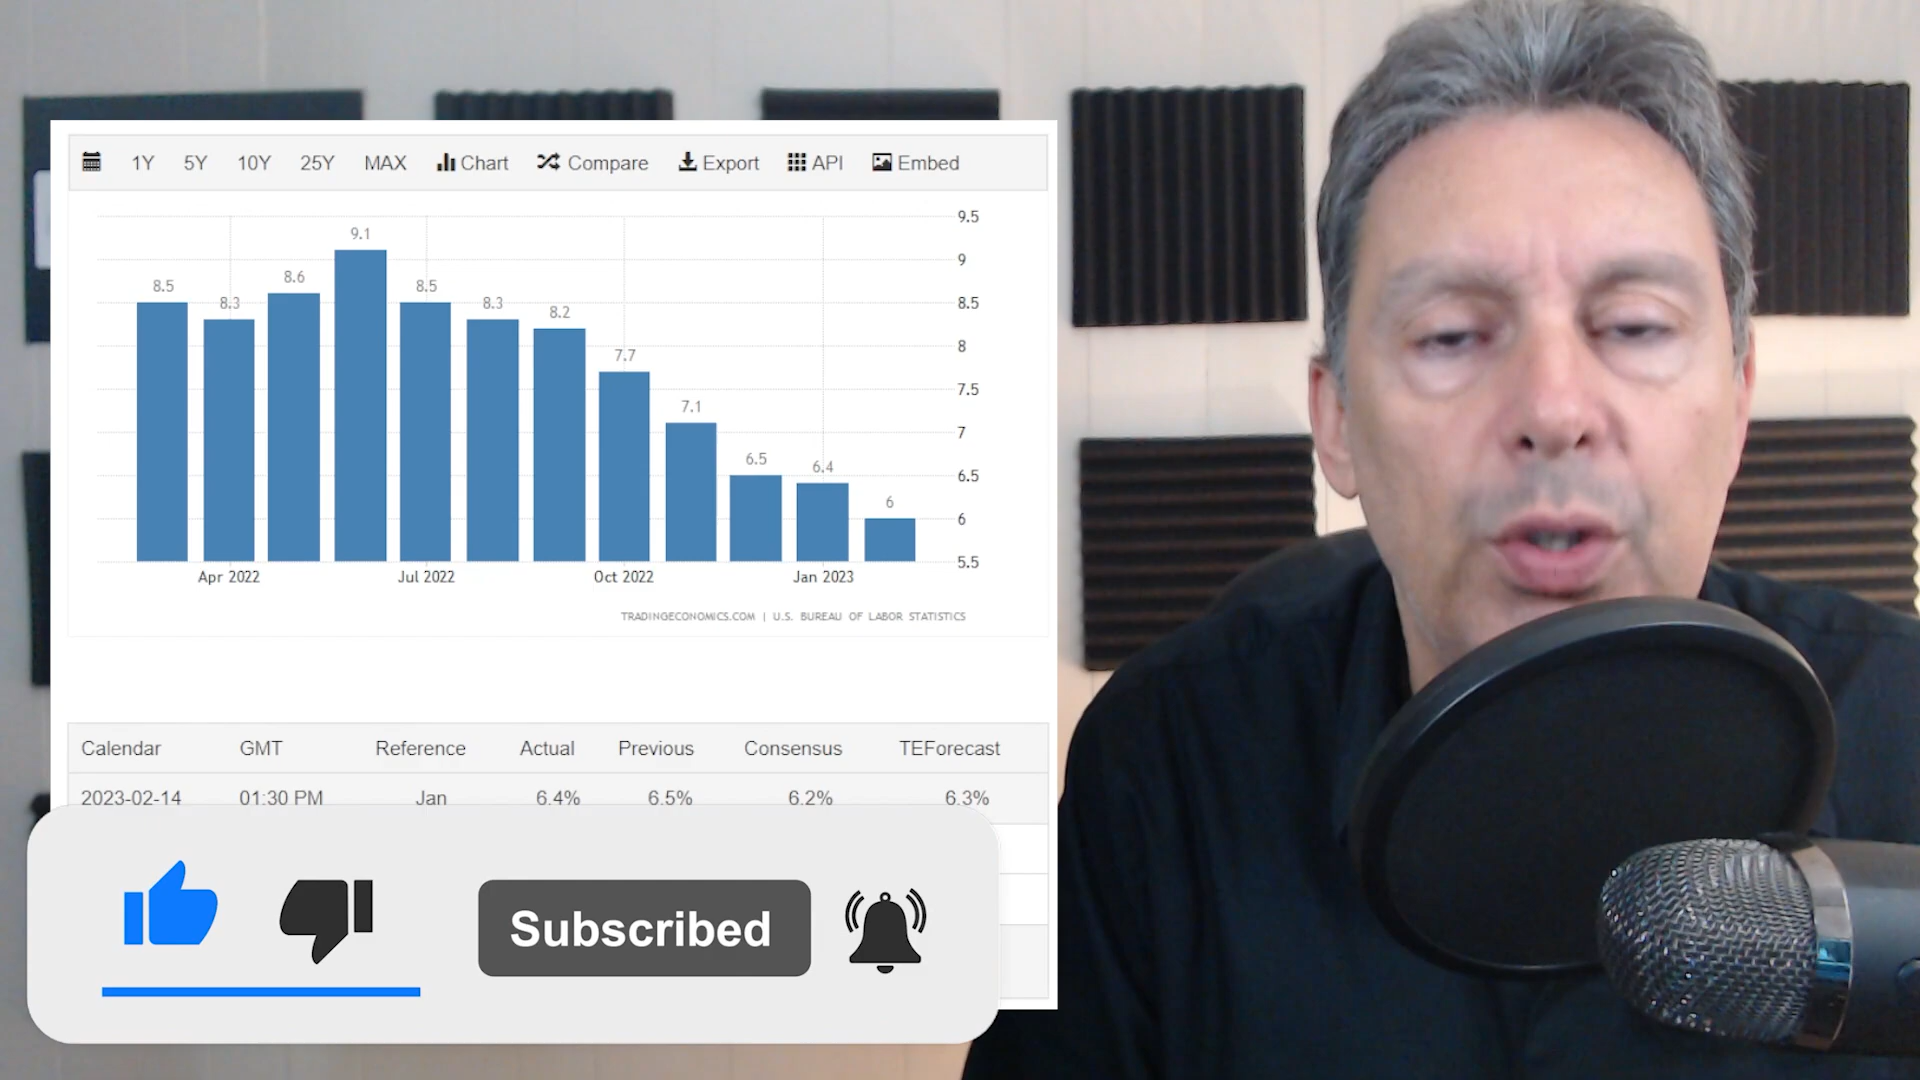 1Y 5Y 10Y 25Y MAX Chart Compare Export API Embed
9.5
9
8.5
8
7.5
7
6.5
6
5.5
8.5 8.3 8.6 9.1 8.5 8.3 8.2 7.7 7.1 6.5 6.4 6
Apr 2022 Jul 2022 Oct 2022 Jan 2023
TRADINGECONOMICS.COM | U.S. BUREAU OF LABOR STATISTICS
Calendar GMT Reference Actual Previous Consensus TEForecast
2023-02-14 01:30 PM Jan 6.4% 6.5% 6.2% 6.3%
Subscribed